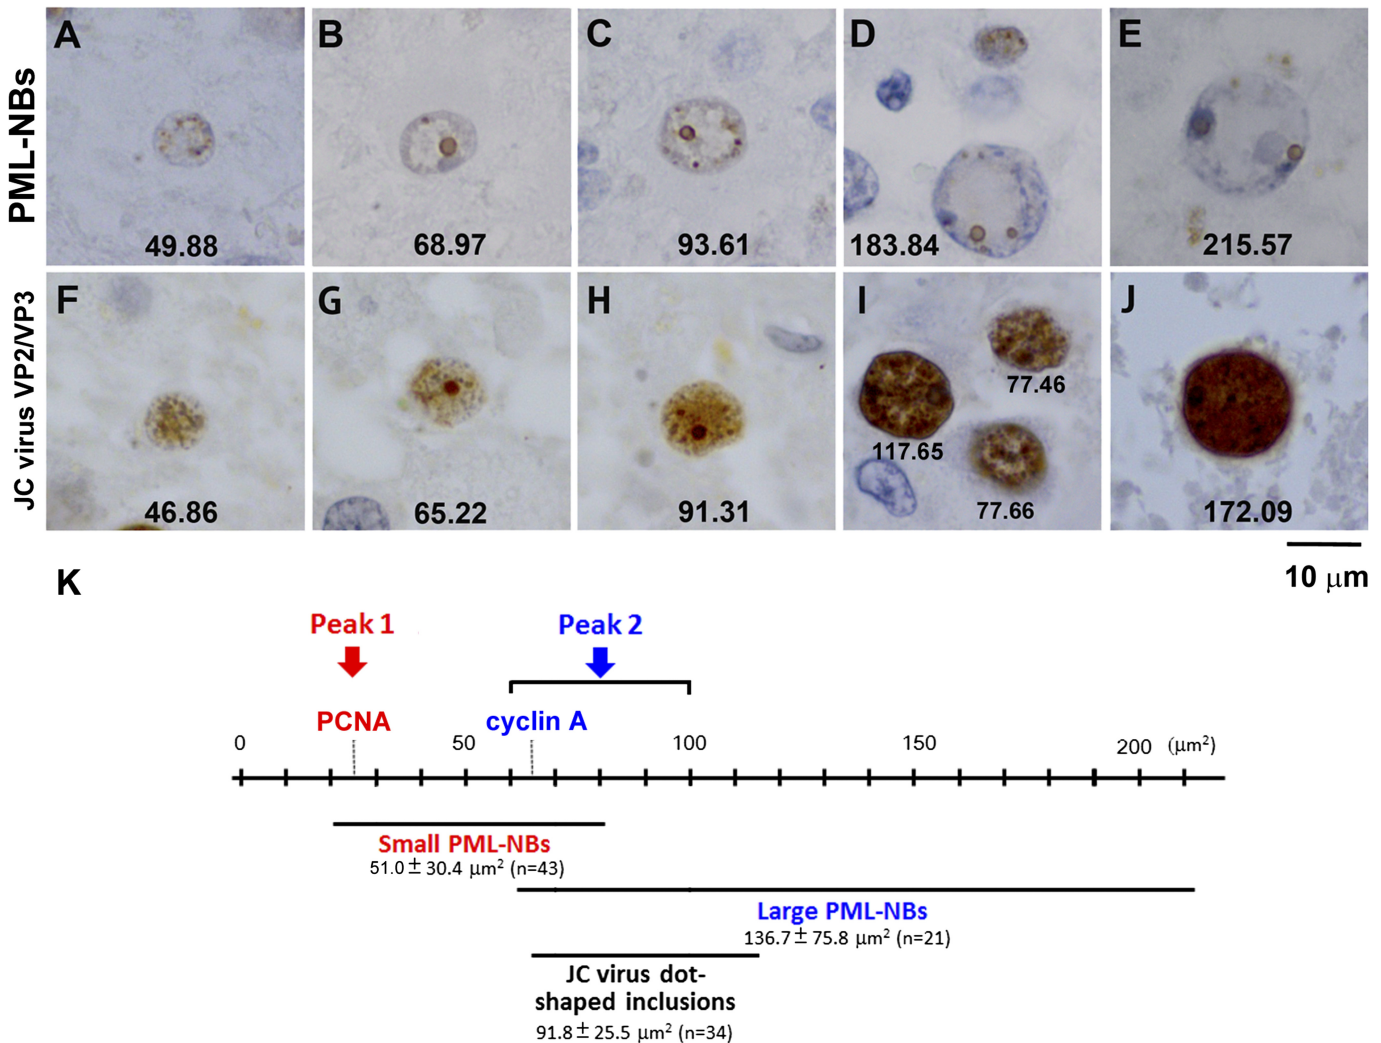 PML-NBs
A
B
C
D
E
49.88
68.97
93.61
183.84
215.57
JC virus VP2/VP3
F
G
H
I
J
77.46
117.65
46.86
65.22
91.31
77.66
172.09
10 μm
K
Peak 1
Peak 2
PCNA
cyclin A
0
50
100
150
200
(μm²)
Small PML-NBs
51.0 ± 30.4 μm² (n=43)
Large PML-NBs
136.7 ± 75.8 μm² (n=21)
JC virus dot-
shaped inclusions
91.8 ± 25.5 μm² (n=34)